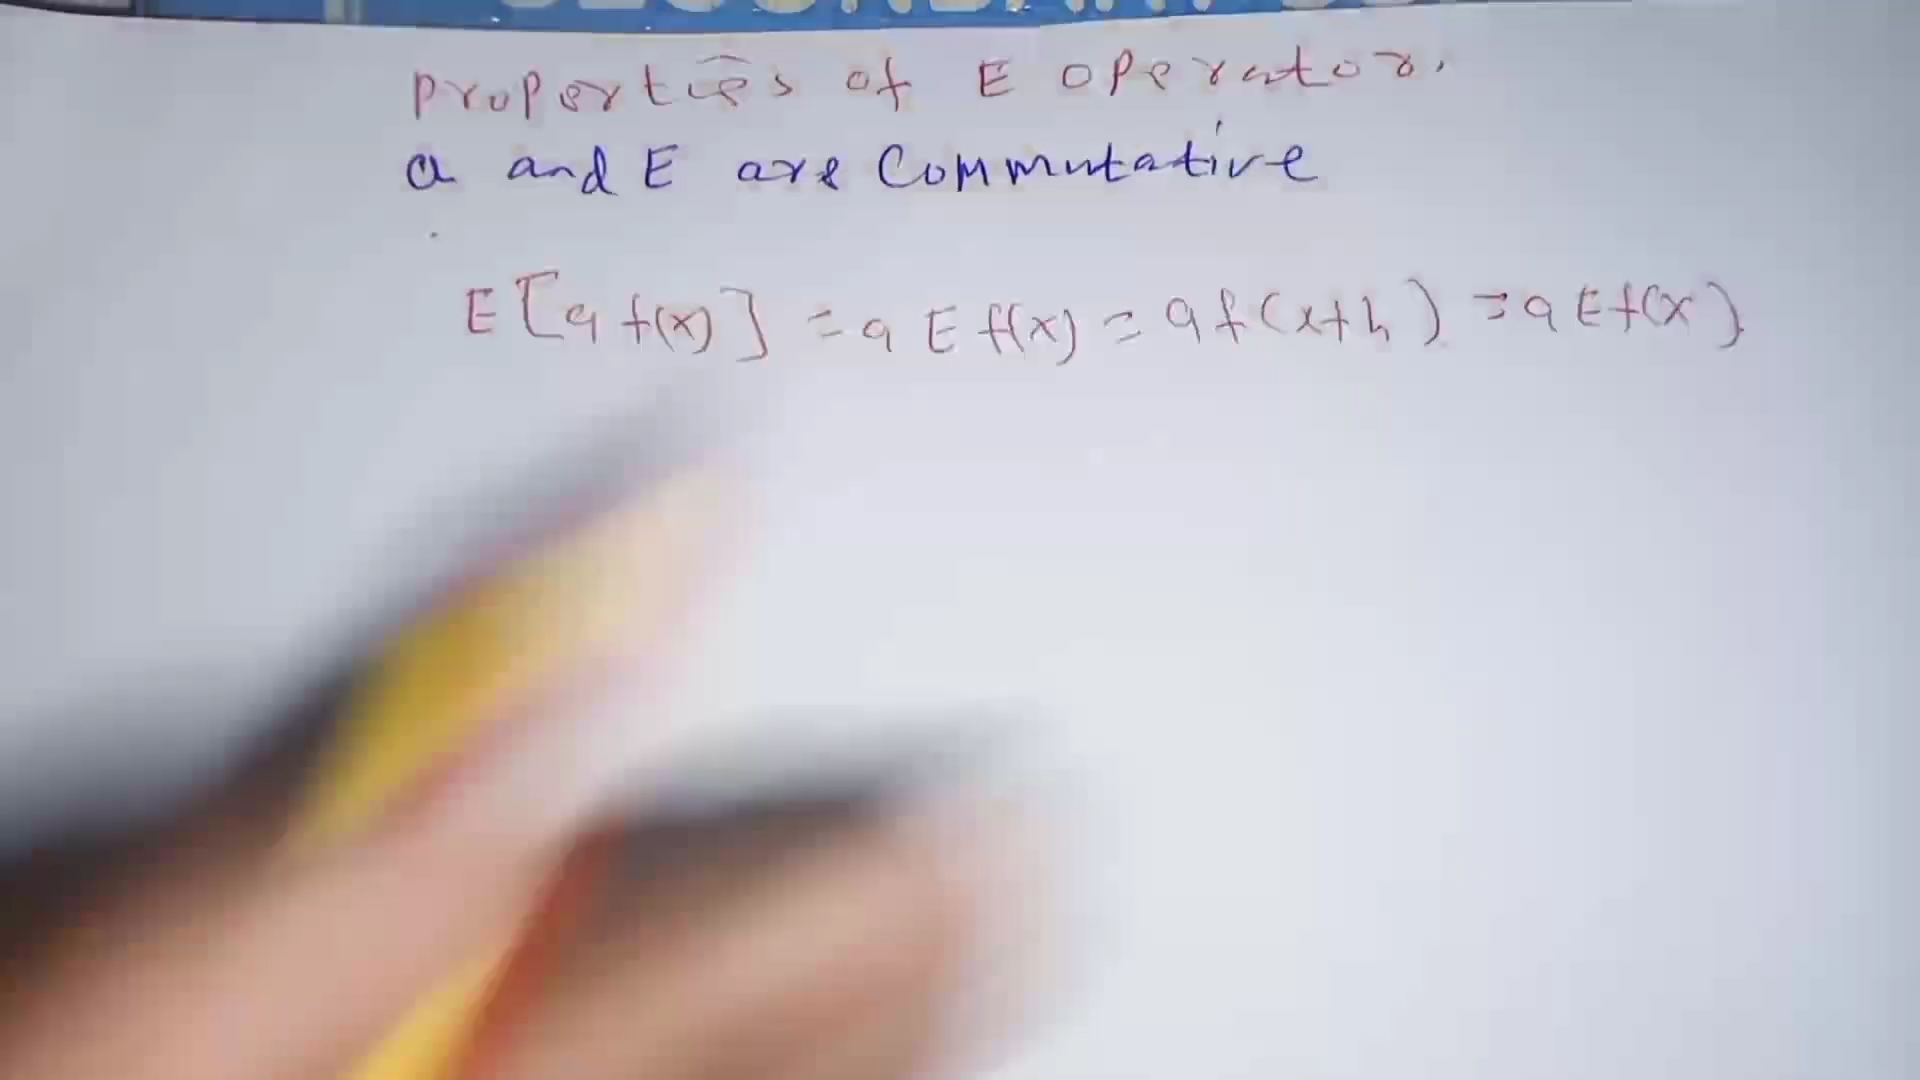 properties of E operator.
a and E are Commutative
E[a f(x)] = a E f(x) = a f(x+h) = a E f(x)